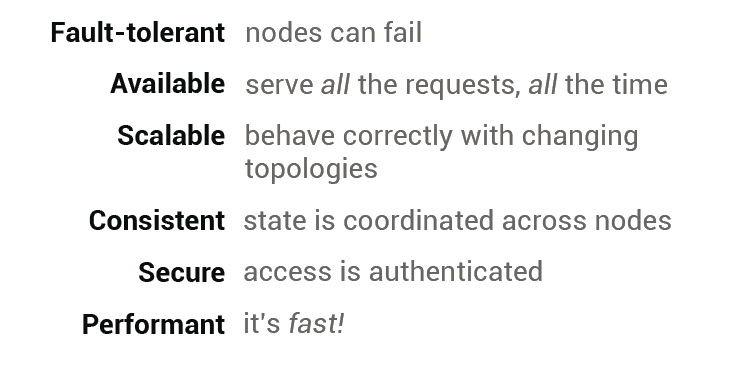 Fault-tolerant nodes can fail
Available serve all the requests, all the time
Scalable behave correctly with changing
topologies
Consistent state is coordinated across nodes
Secure access is authenticated
Performant it's fast!